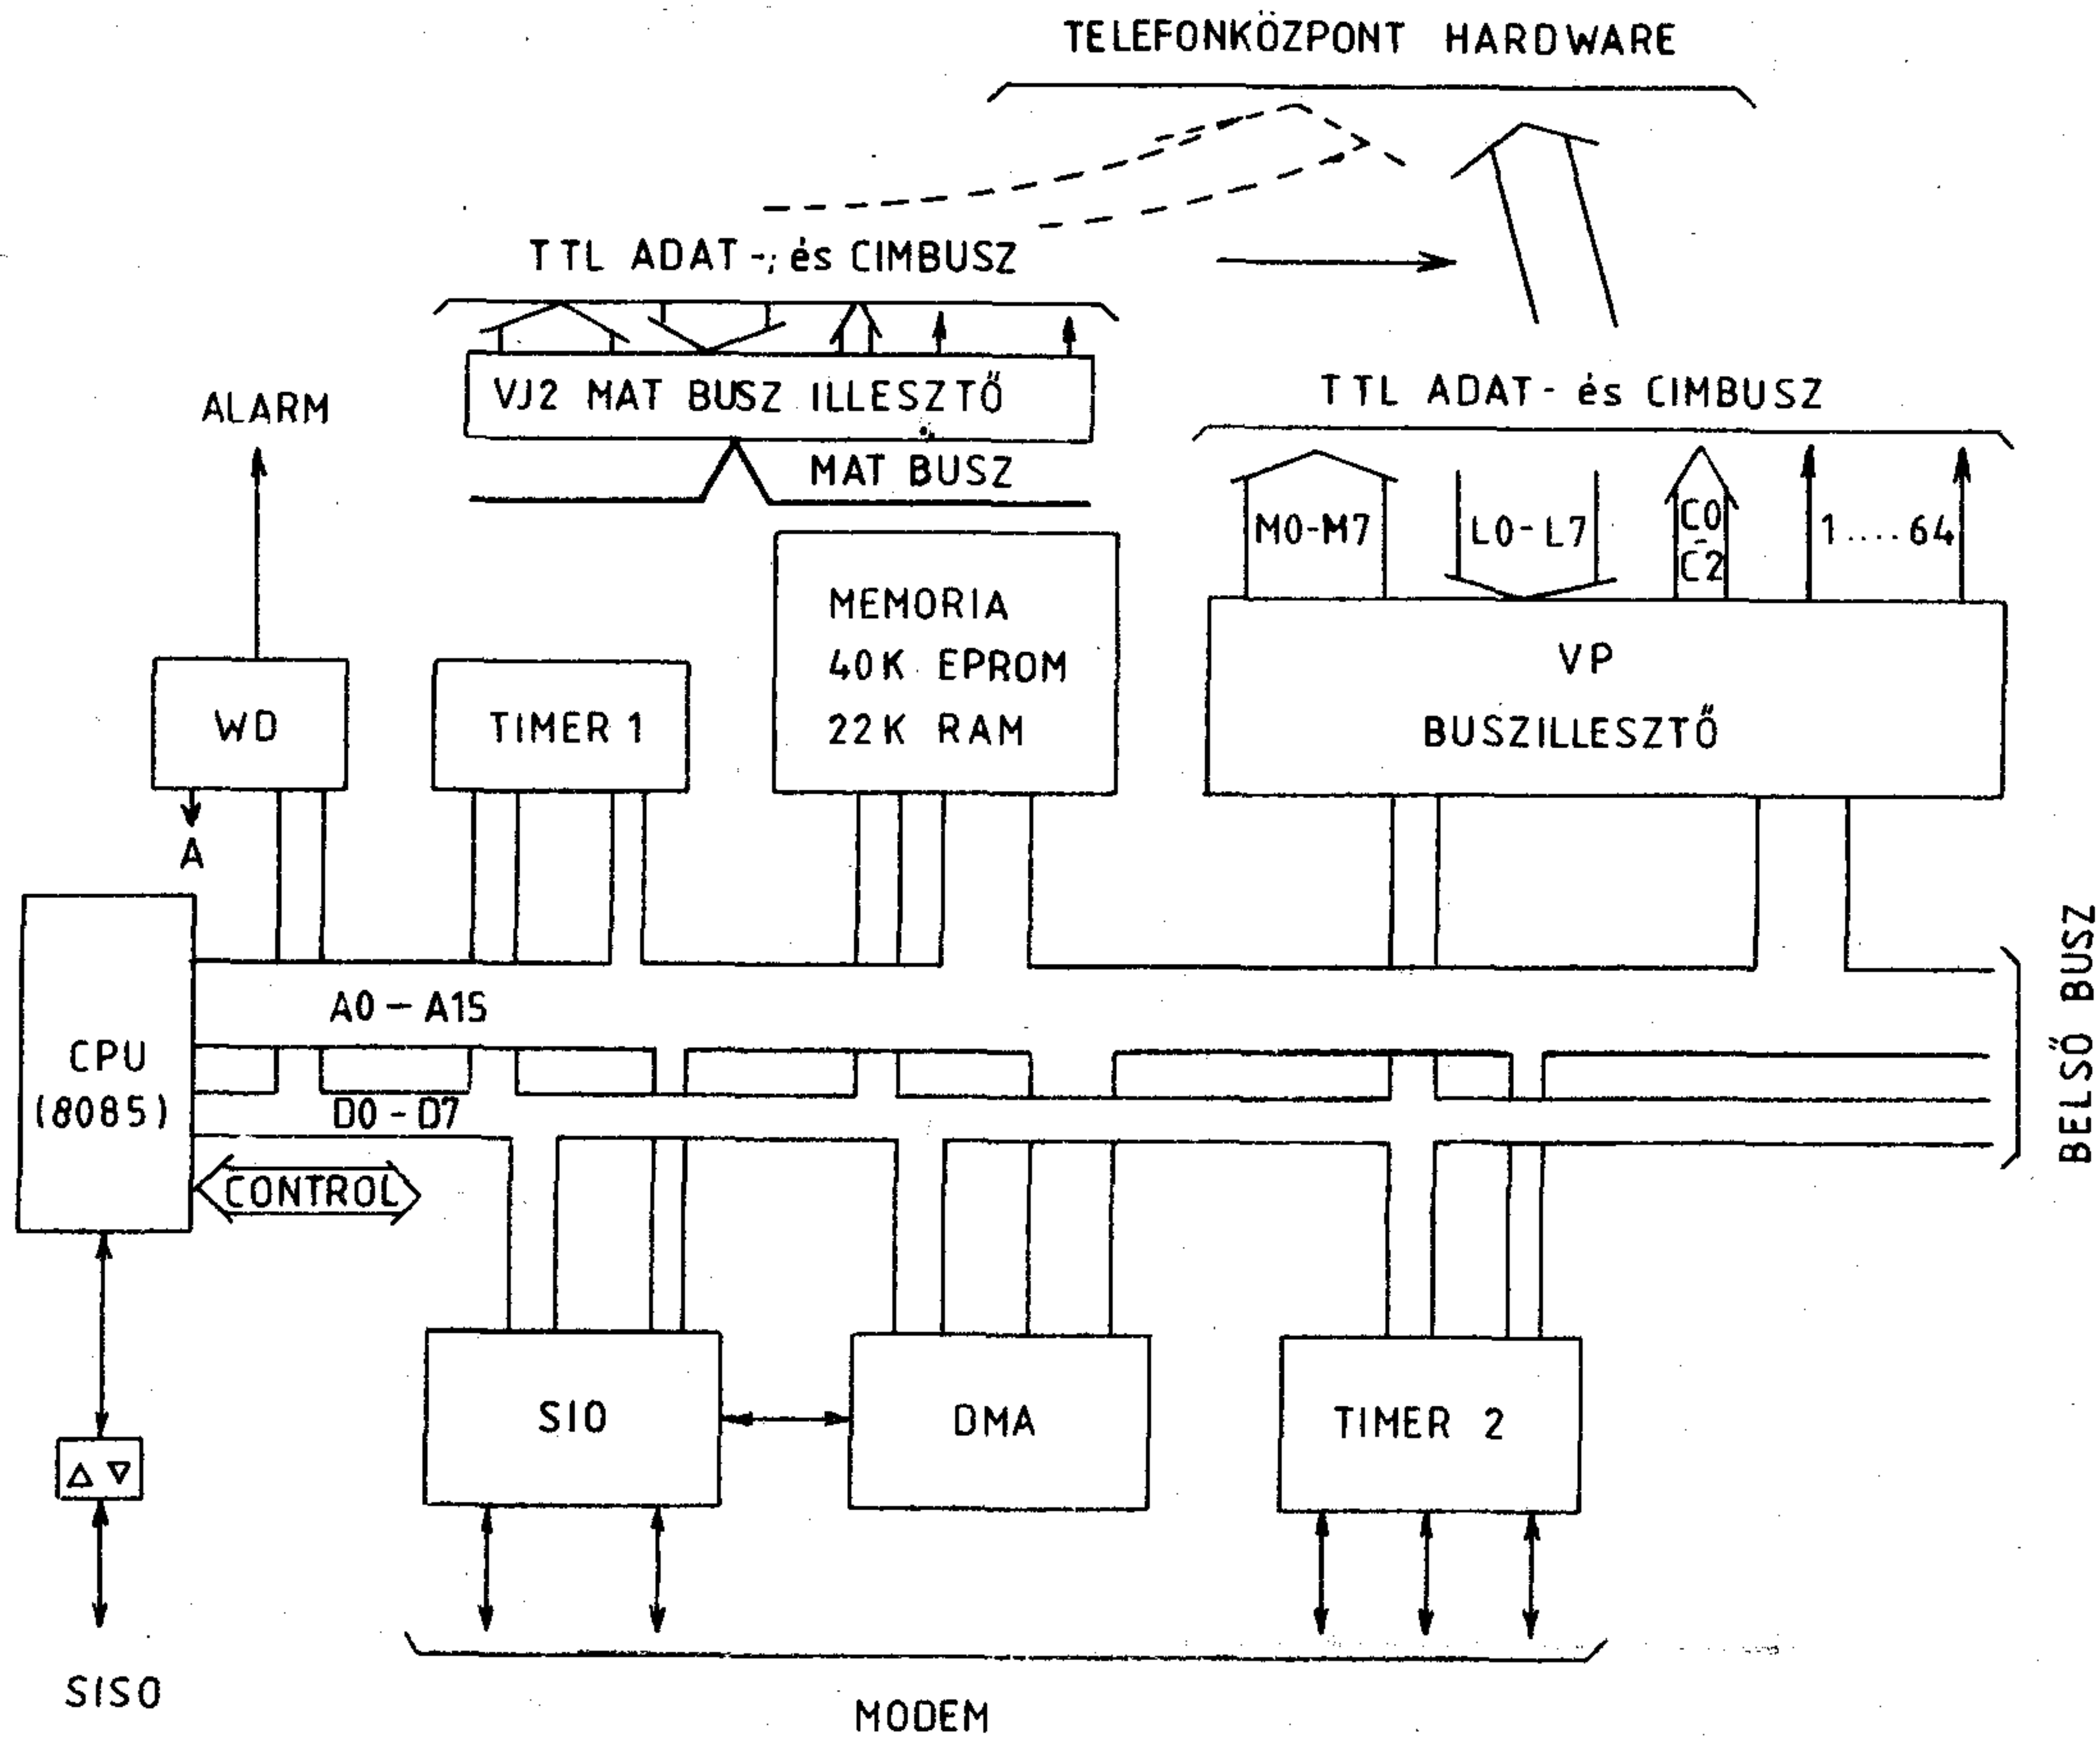 TELEFONKÖZPONT HARDWARE
TTL ADAT-, és CIMBUSZ
VJ2 MAT BUSZ ILLESZTŐ
MAT BUSZ
ALARM
TTL ADAT- és CIMBUSZ
M0-M7
L0-L7
C0
-
C2
1....64
MEMORIA
40K EPROM
22K RAM
VP
BUSZILLESZTŐ
WD
TIMER 1
A
A0-A15
CPU
(8085)
D0-D7
CONTROL
BELSŐ BUSZ
SIO
DMA
TIMER 2
SISO
MODEM